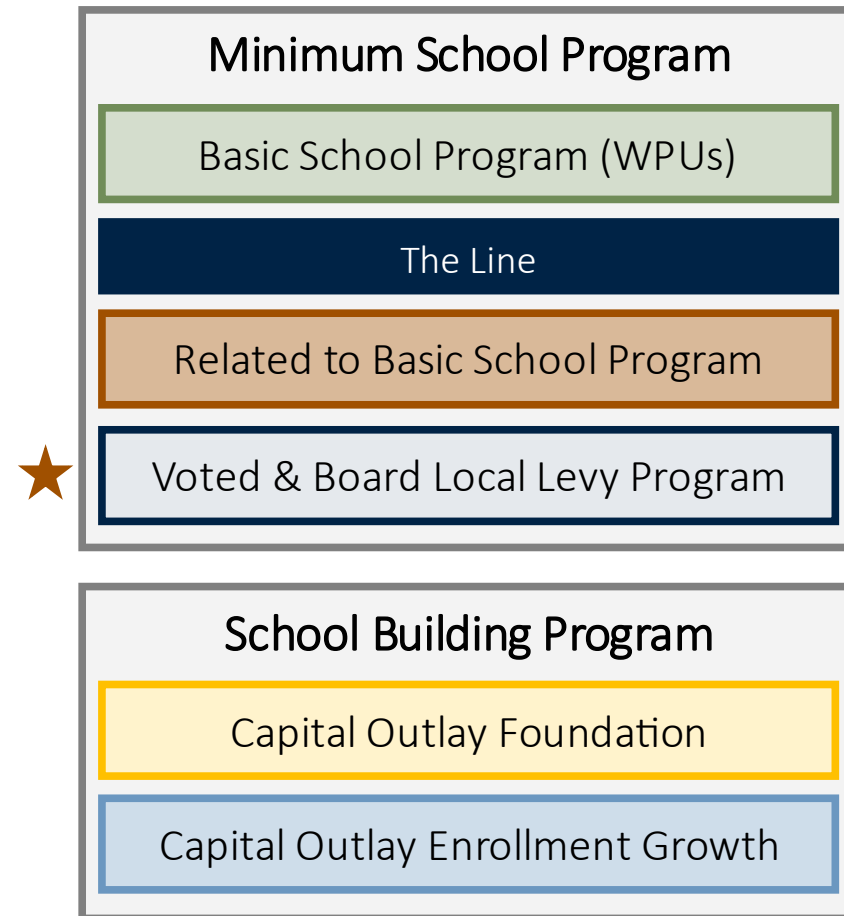 Minimum School Program
Basic School Program (WPUs)
The Line
Related to Basic School Program
Voted & Board Local Levy Program
School Building Program
Capital Outlay Foundation
Capital Outlay Enrollment Growth